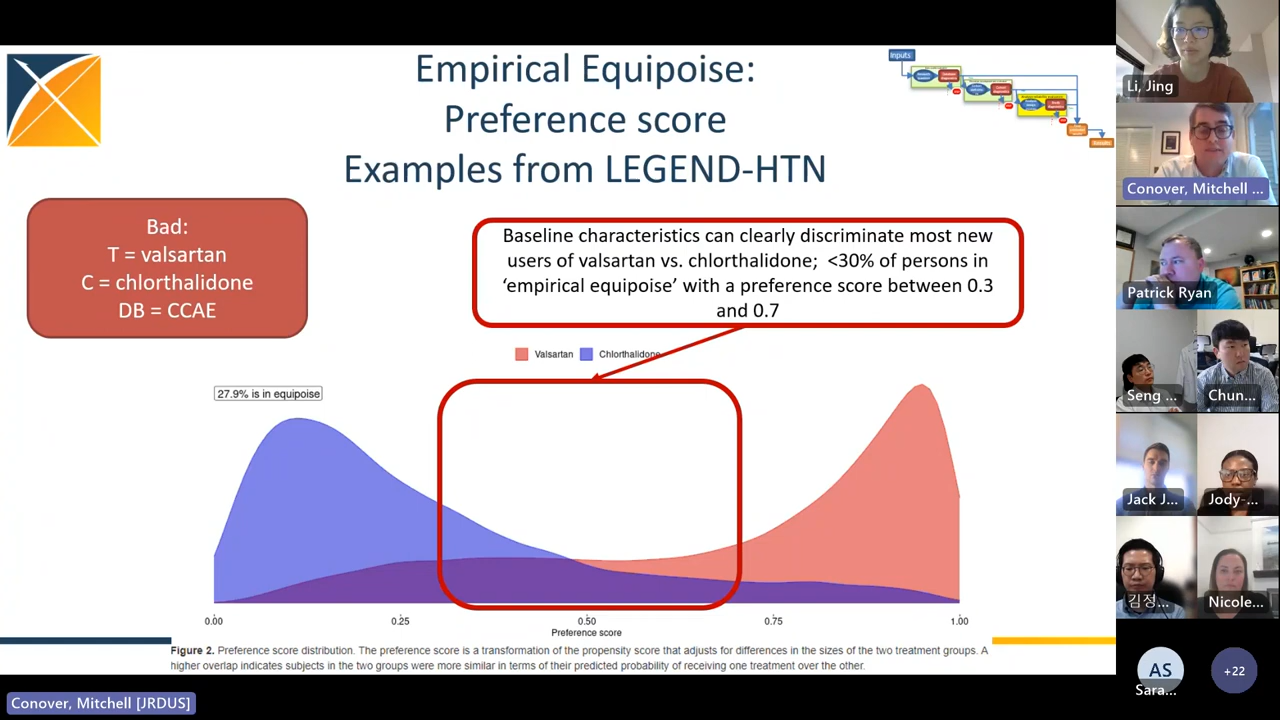 Empirical Equipoise:
Preference score
Examples from LEGEND-HTN
Inputs
Bad:
T = valsartan
C = chlorthalidone
DB = CCAE
Baseline characteristics can clearly discriminate most new
users of valsartan vs. chlorthalidone;  <30% of persons in
‘empirical equipoise’ with a preference score between 0.3
and 0.7
Valsartan Chlorthalidone
27.9% is in equipoise
0.00 0.25 0.50 0.75 1.00
Preference score
Figure 2. Preference score distribution. The preference score is a transformation of the propensity score that adjusts for differences in the sizes of the two treatment groups. A
higher overlap indicates subjects in the two groups were more similar in terms of their predicted probability of receiving one treatment over the other.
Conover, Mitchell [JRDUS]
Li, Jing
Conover, Mitchell ...
Patrick Ryan
Seng ... Chun...
Jack J... Jody-...
김정... Nicole...
AS
Sara...
+22